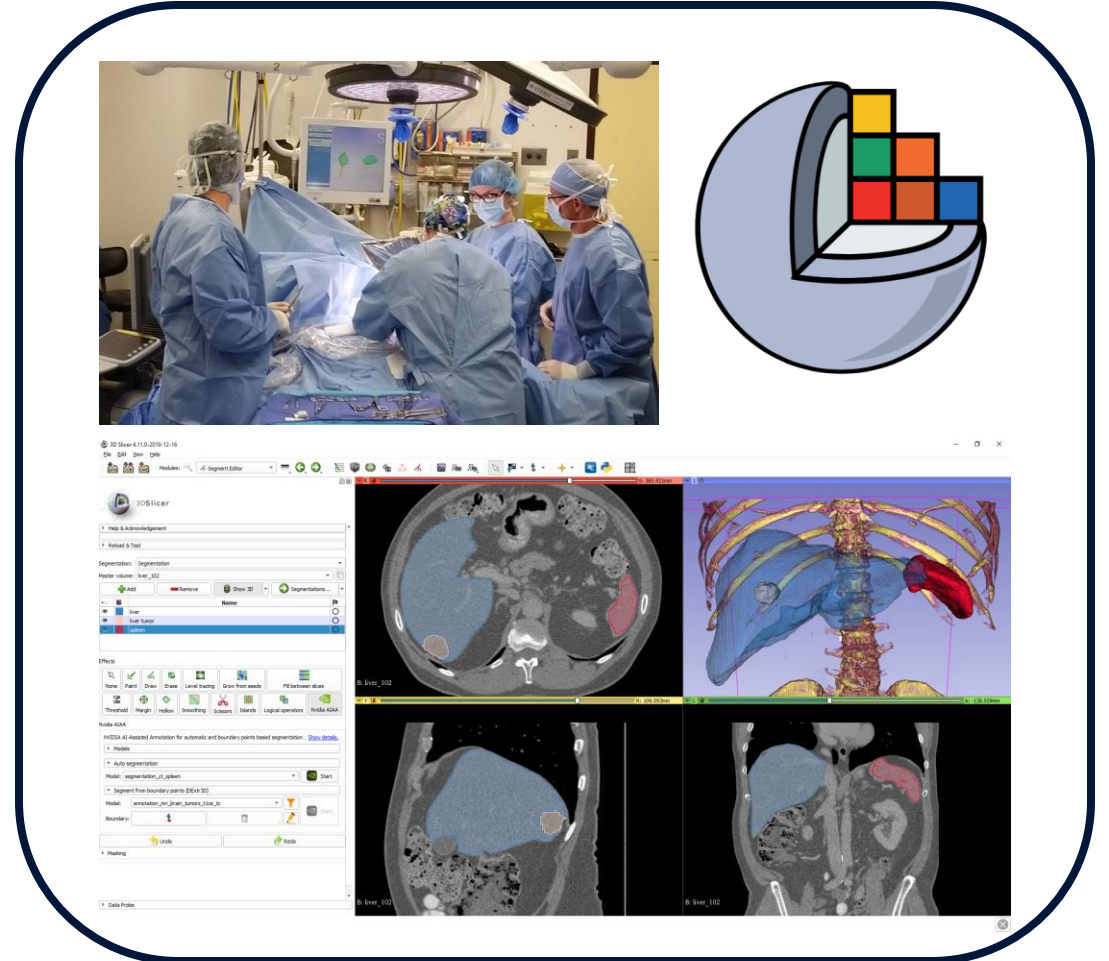 3D Slicer 4.11.0-2019-12-16
File Edit View Help
Modules: Segment Editor
3DSlicer
Help & Acknowledgement
Reload & Test
Segmentation: Segmentation
Master volume: liver_102
Add Remove Show 3D Segmentations...
Name
liver
liver tumor
spleen
Effects
None Paint Draw Erase Level tracing Grow from seeds Fill between slices
Threshold Margin Hollow Smoothing Scissors Islands Logical operators Nvidia AIAA
Nvidia AIAA
NVIDIA AI-Assisted Annotation for automatic and boundary points based segmentation. Show details.
Models
Auto-segmentation
Model: segmentation_ct_spleen Start
Segment from boundary points (DExtr3D)
Model: annotation_mri_brain_tumors_t1ce_tc
Boundary: Start
Undo Redo
Masking
Data Probe
R
B: liver_102
1
Y
B: liver_102
G
B: liver_102